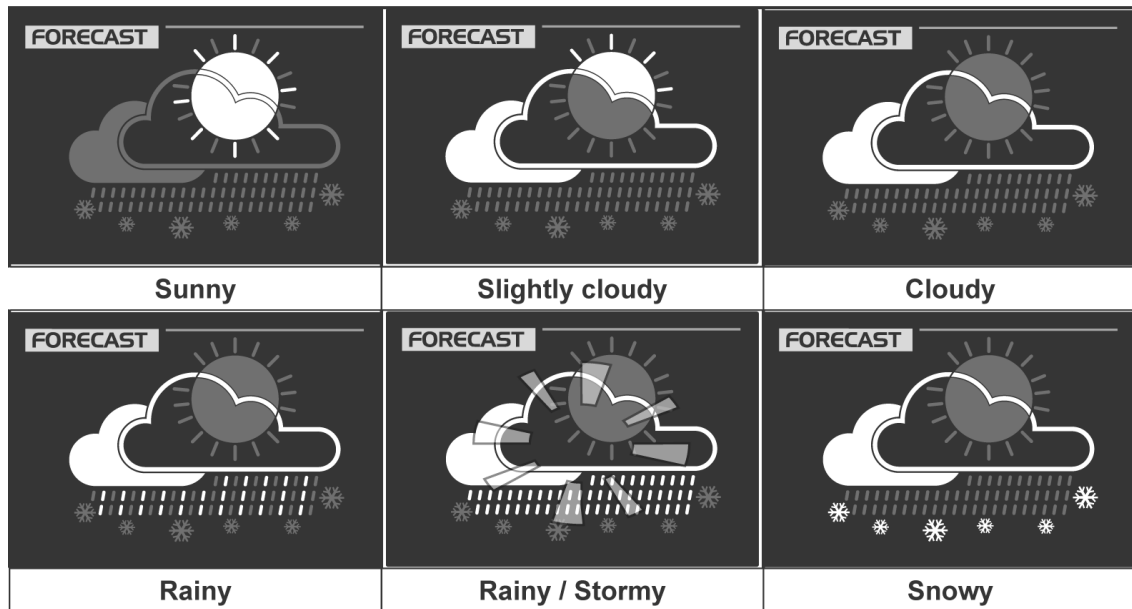 FORECAST
FORECAST
FORECAST
Sunny
Slightly cloudy
Cloudy
FORECAST
FORECAST
FORECAST
Rainy
Rainy / Stormy
Snowy